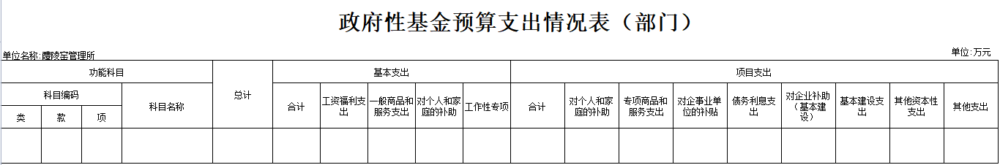 政府性基金预算支出情况表（部门）
单位名称:醴陵窑管理所
单位:万元
功能科目
总计
基本支出
项目支出
科目编码
科目名称
合计
工资福利支
出
一般商品和
服务支出
对个人和家
庭的补助
工作性专项
合计
对个人和家
庭的补助
专项商品和
服务支出
对企事业单
位的补贴
债务利息支
出
对企业补助
（基本建
设）
基本建设支
出
其他资本性
支出
其他支出
类
款
项